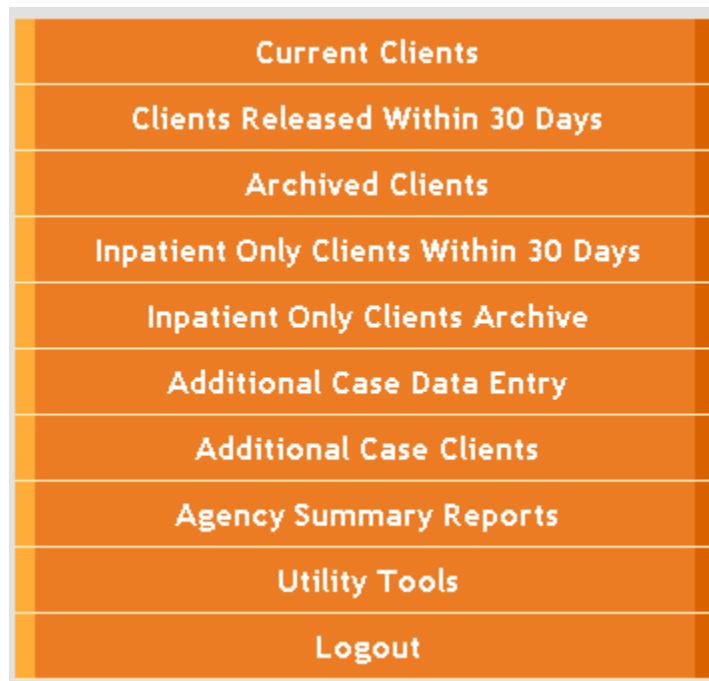 Current Clients
Clients Released Within 30 Days
Archived Clients
Inpatient Only Clients Within 30 Days
Inpatient Only Clients Archive
Additional Case Data Entry
Additional Case Clients
Agency Summary Reports
Utility Tools
Logout